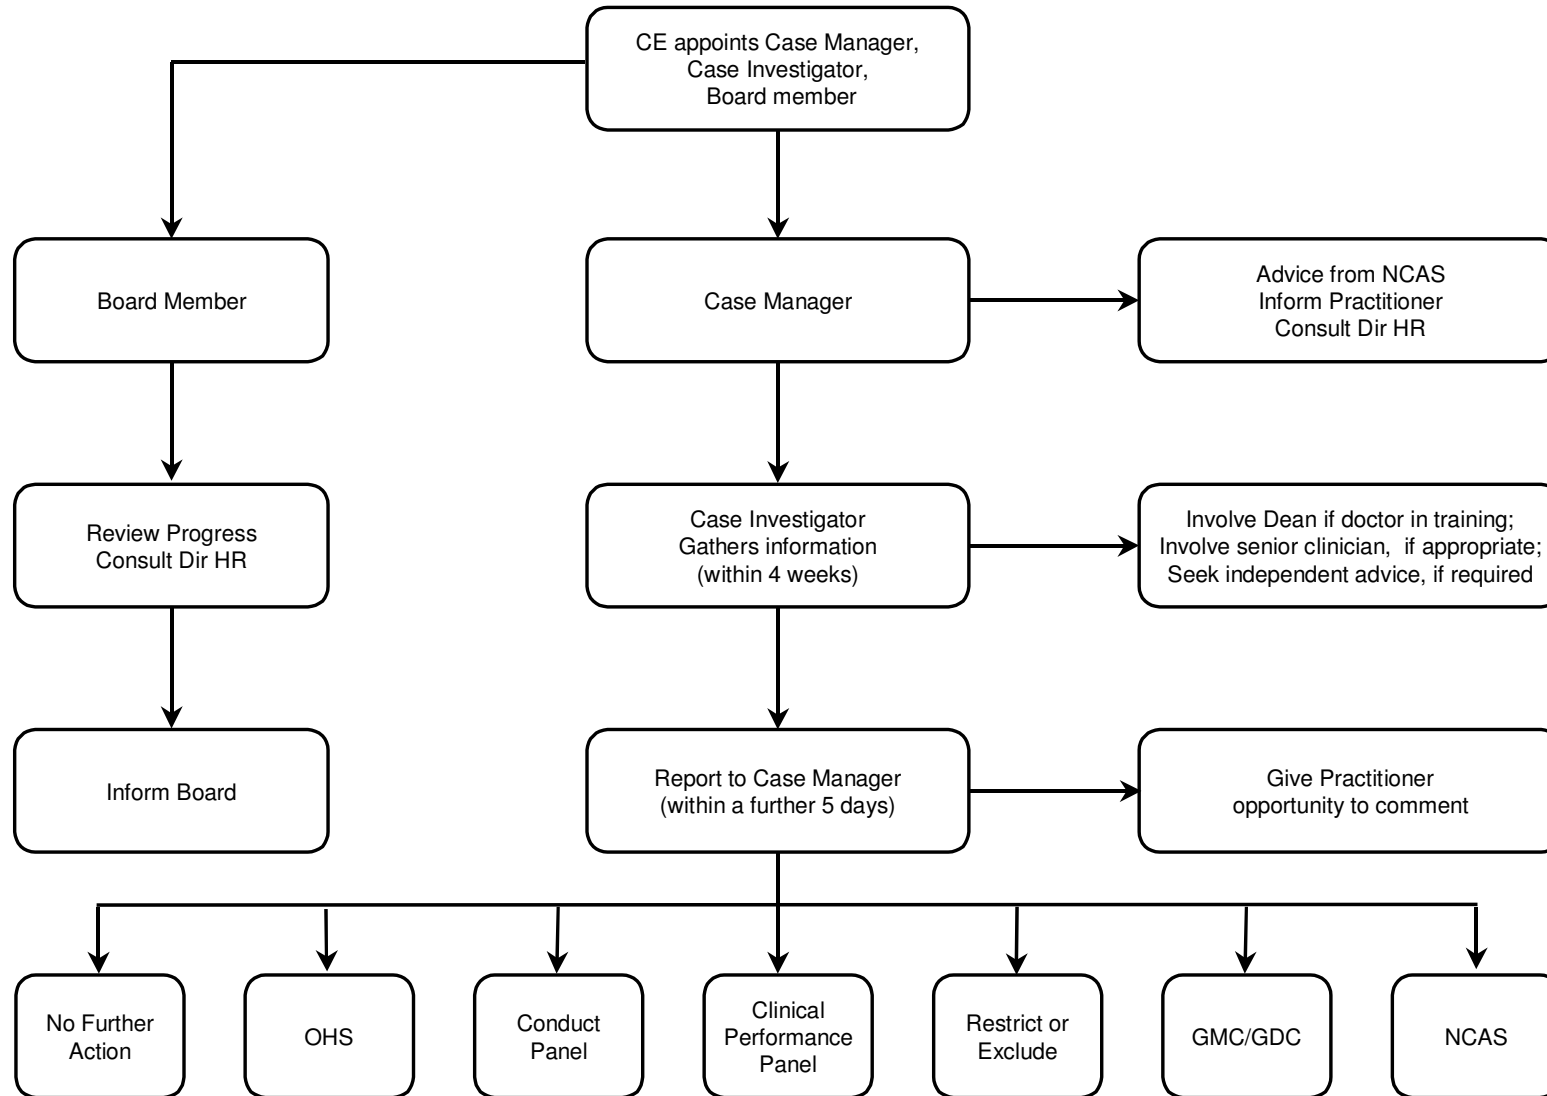 CE appoints Case Manager,
Case Investigator,
Board member
Board Member
Case Manager
Advice from NCAS
Inform Practitioner
Consult Dir HR
Review Progress
Consult Dir HR
Case Investigator
Gathers information
(within 4 weeks)
Involve Dean if doctor in training;
Involve senior clinician, if appropriate;
Seek independent advice, if required
Inform Board
Report to Case Manager
(within a further 5 days)
Give Practitioner
opportunity to comment
No Further
Action
OHS
Conduct
Panel
Clinical
Performance
Panel
Restrict or
Exclude
GMC/GDC
NCAS